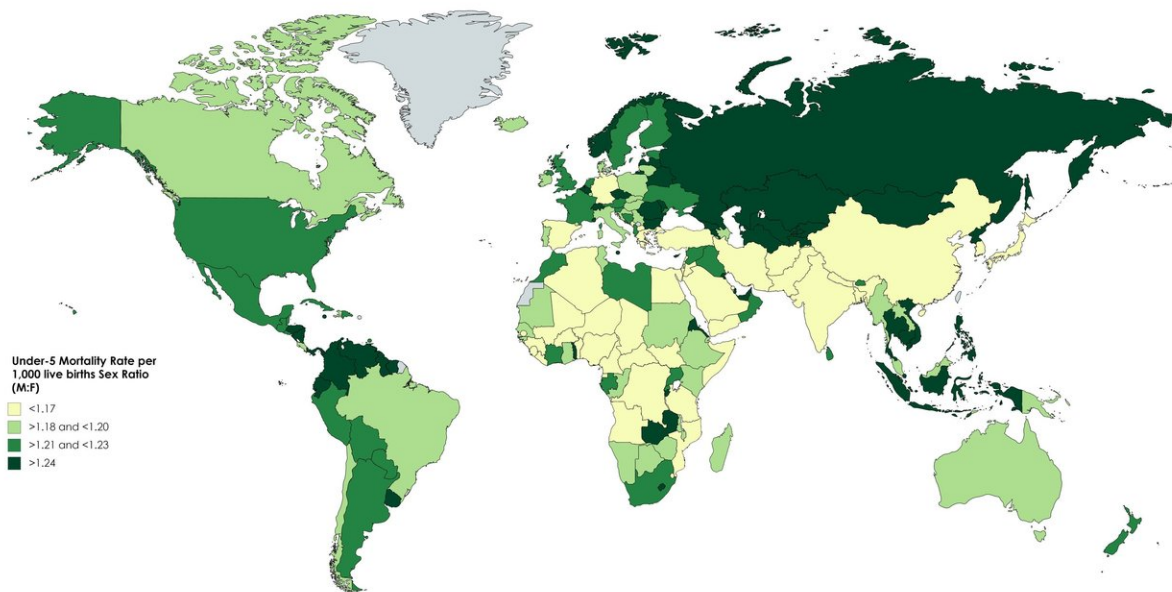 Under-5 Mortality Rate per
1,000 live births Sex Ratio
(M:F)
<1.17
>1.18 and <1.20
>1.21 and <1.23
>1.24